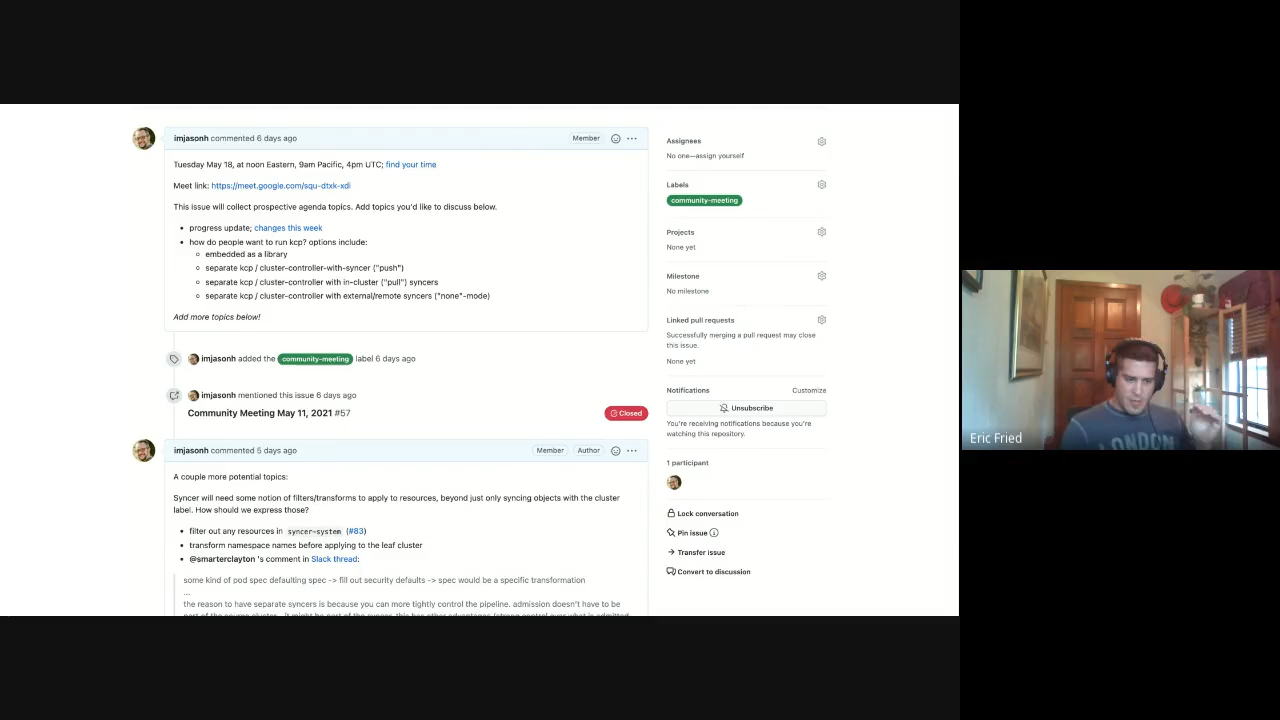 imjasonh commented 6 days ago
Member
Tuesday May 18, at noon Eastern, 9am Pacific, 4pm UTC; find your time
Meet link: https://meet.google.com/squ-dtxk-xdi
This issue will collect prospective agenda topics. Add topics you'd like to discuss below.
progress update; changes this week
how do people want to run kcp? options include:
embedded as a library
separate kcp / cluster-controller-with-syncer ("push")
separate kcp / cluster-controller with in-cluster ("pull") syncers
separate kcp / cluster-controller with external/remote syncers ("none"-mode)
Add more topics below!
imjasonh added the community-meeting label 6 days ago
imjasonh mentioned this issue 6 days ago
Community Meeting May 11, 2021 #57
Closed
imjasonh commented 5 days ago
Member Author
A couple more potential topics:
Syncer will need some notion of filters/transforms to apply to resources, beyond just only syncing objects with the cluster
label. How should we express those?
filter out any resources in syncer-system (#83)
transform namespace names before applying to the leaf cluster
@smarterclayton 's comment in Slack thread:
some kind of pod spec defaulting spec -> fill out security defaults -> spec would be a specific transformation
...
the reason to have separate syncers is because you can more tightly control the pipeline. admission doesn't have to be
Assignees
No one—assign yourself
Labels
community-meeting
Projects
None yet
Milestone
No milestone
Linked pull requests
Successfully merging a pull request may close
this issue.
None yet
Notifications
Customize
Unsubscribe
You're receiving notifications because you're
watching this repository.
1 participant
Lock conversation
Pin issue
Transfer issue
Convert to discussion
LONDON
Eric Fried